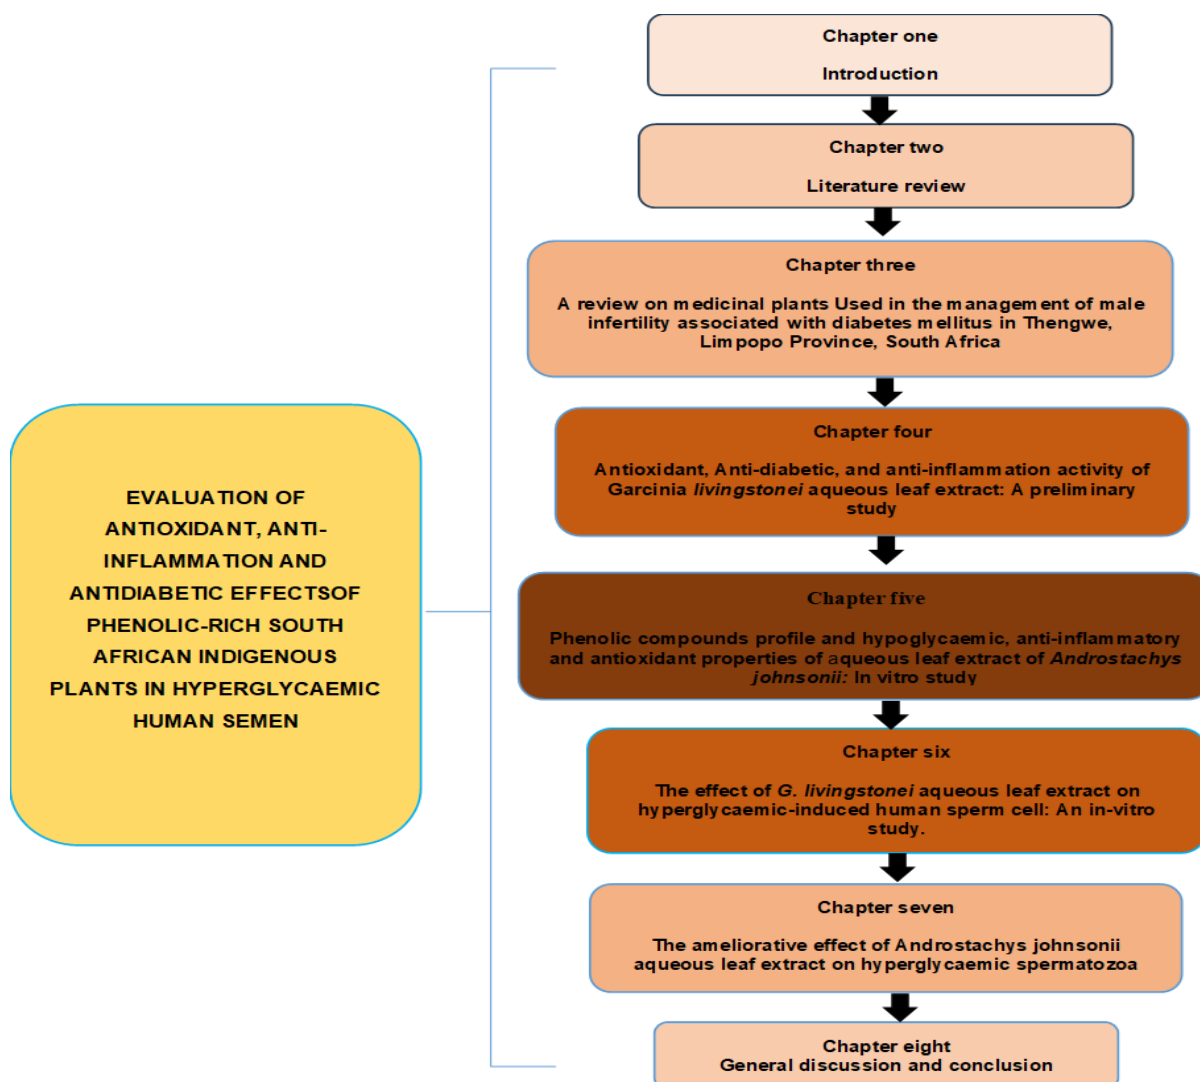 EVALUATION OF
ANTIOXIDANT, ANTI-
INFLAMMATION AND
ANTIDIABETIC EFFECTSOF
PHENOLIC-RICH SOUTH
AFRICAN INDIGENOUS
PLANTS IN HYPERGLYCAEMIC
HUMAN SEMEN
Chapter one
Introduction
Chapter two
Literature review
Chapter three
A review on medicinal plants Used in the management of male
infertility associated with diabetes mellitus in Thengwe,
Limpopo Province, South Africa
Chapter four
Antioxidant, Anti-diabetic, and anti-inflammation activity of
Garcinia livingstonei aqueous leaf extract: A preliminary
study
Chapter five
Phenolic compounds profile and hypoglycaemic, anti-inflammatory
and antioxidant properties of aqueous leaf extract of Androstachys
johnsonii: In vitro study
Chapter six
The effect of G. livingstonei aqueous leaf extract on
hyperglycaemic-induced human sperm cell: An in-vitro
study.
Chapter seven
The ameliorative effect of Androstachys johnsonii
aqueous leaf extract on hyperglycaemic spermatozoa
Chapter eight
General discussion and conclusion